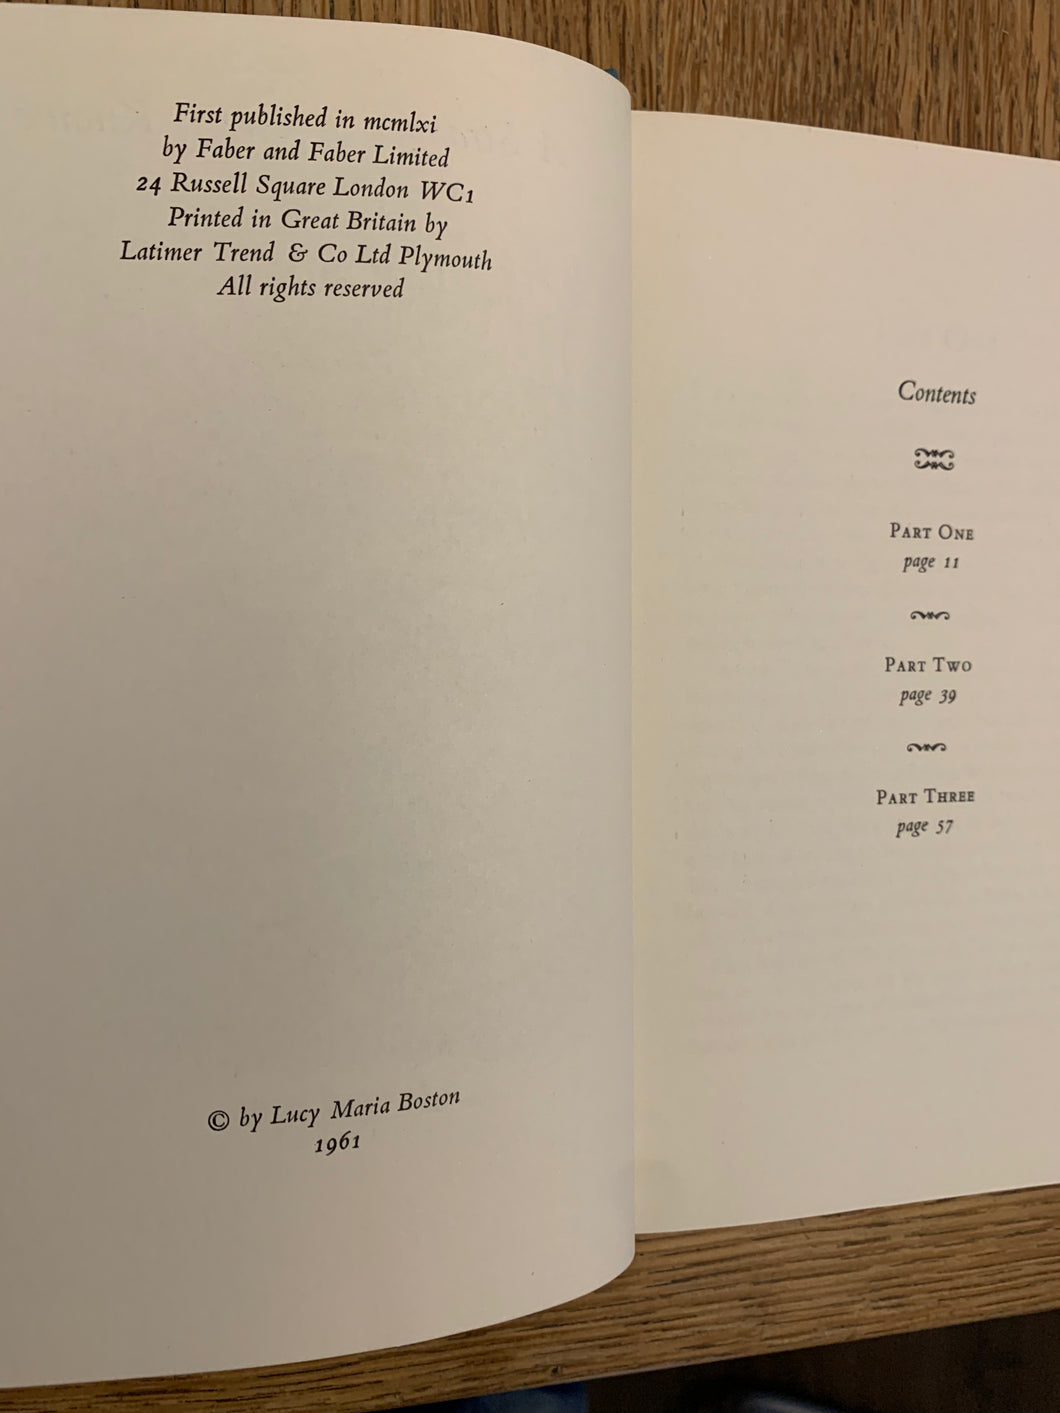 First published in mcmlxi
by Faber and Faber Limited
24 Russell Square London WC1
Printed in Great Britain by
Latimer Trend & Co Ltd Plymouth
All rights reserved
© by Lucy Maria Boston
1961
Contents
PART ONE
page 11
PART TWO
page 39
PART THREE
page 57